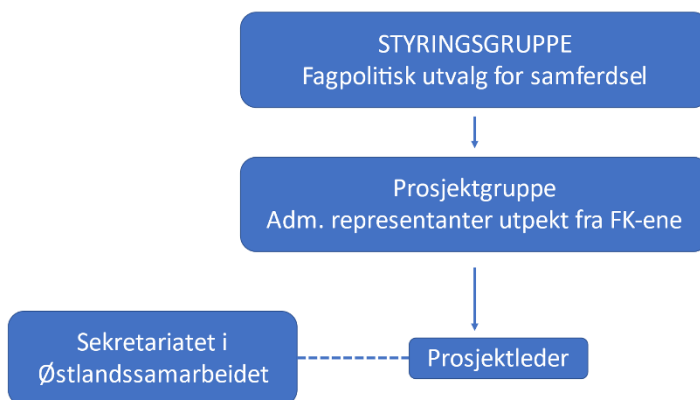 STYRINGSGRUPPE
Fagpolitisk utvalg for samferdsel
Prosjektgruppe
Adm. representanter utpekt fra FK-ene
Sekretariatet i
Østlandssamarbeidet
Prosjektleder